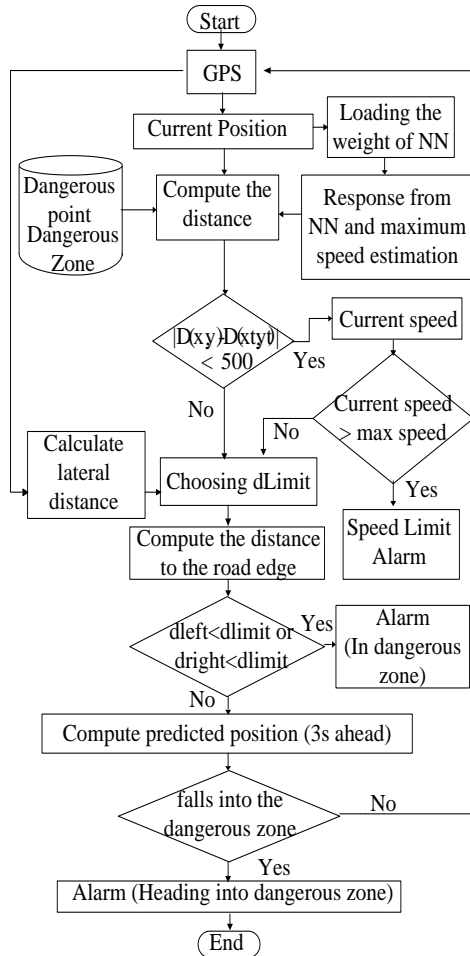 Start
GPS
Current Position
Loading the
weight of NN
Dangerous
point
Dangerous
Zone
Compute the
distance
Response from
NN and maximum
speed estimation
|D(x,y)-D(xt,yt)|
< 500
Yes
Current speed
No
Current speed
> max speed
No
Yes
Calculate
lateral
distance
Choosing dLimit
Speed Limit
Alarm
Compute the distance
to the road edge
dleft<dlimit or
dright<dlimit
Yes
Alarm
(In dangerous
zone)
No
Compute predicted position (3s ahead)
falls into the
dangerous zone
No
Yes
Alarm (Heading into dangerous zone)
End